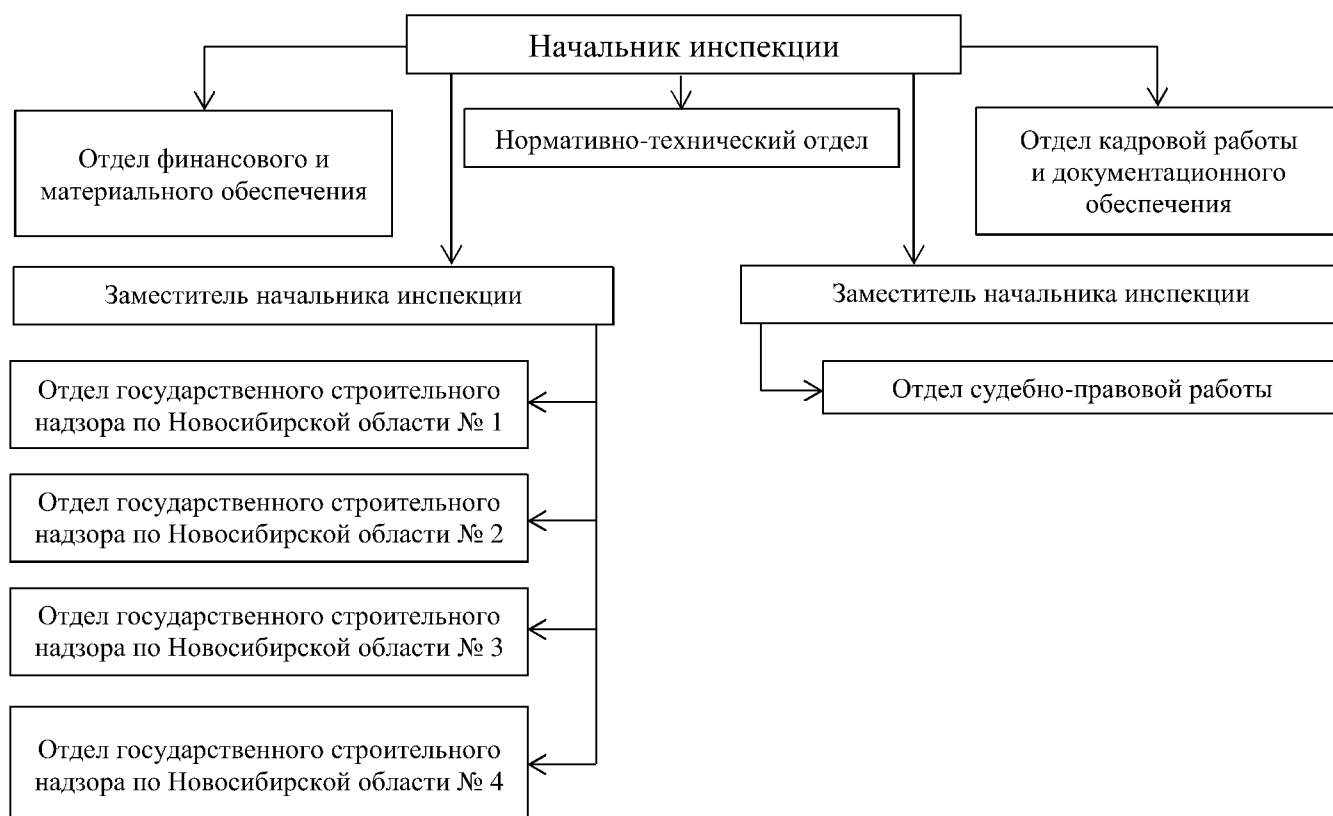 Начальник инспекции
Отдел финансового и
материального обеспечения
Нормативно-технический отдел
Отдел кадровой работы
и документационного
обеспечения
Заместитель начальника инспекции
Заместитель начальника инспекции
Отдел государственного строительного
надзора по Новосибирской области № 1
Отдел судебно-правовой работы
Отдел государственного строительного
надзора по Новосибирской области № 2
Отдел государственного строительного
надзора по Новосибирской области № 3
Отдел государственного строительного
надзора по Новосибирской области № 4